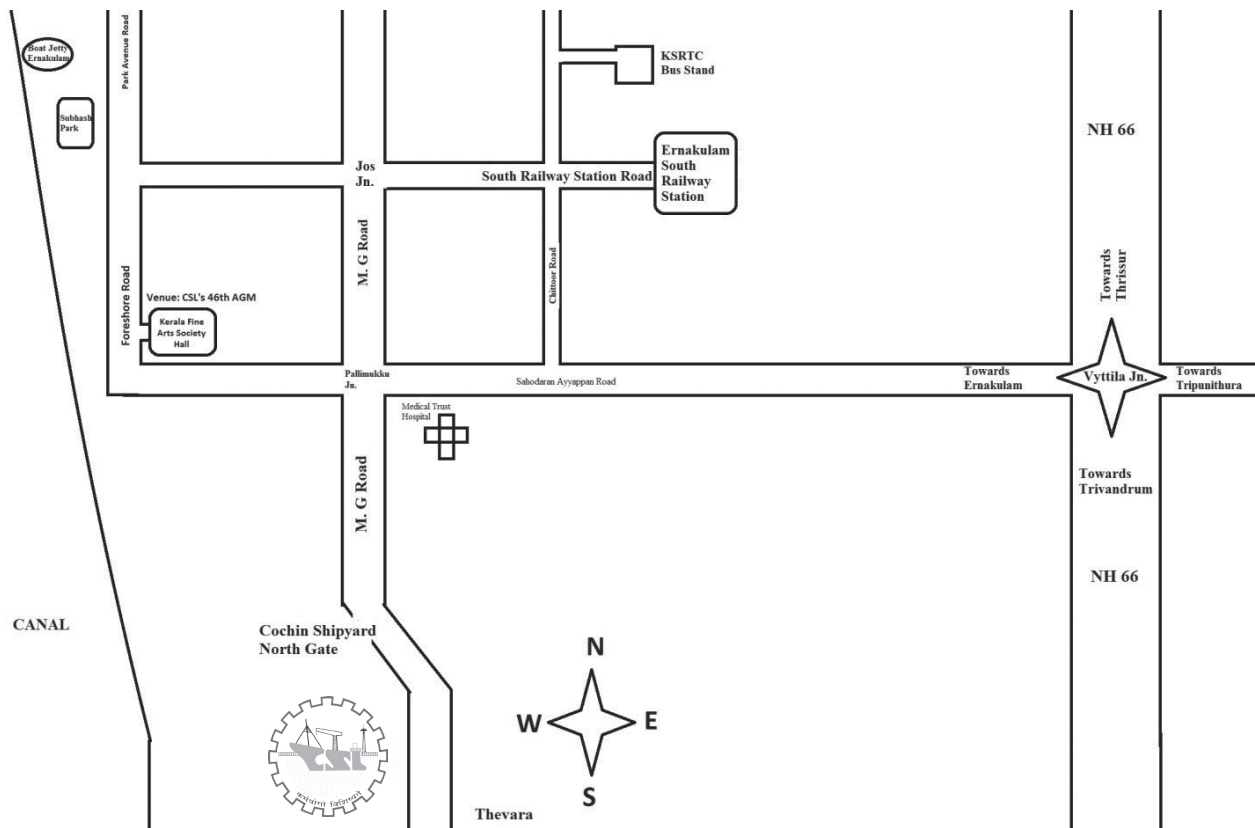 Boat Jetty
Ernakulam
Park Avenue Road
KSRTC
Bus Stand
Subhash
Park
NH 66
Jos
Jn.
South Railway Station Road
Ernakulam
South
Railway
Station
M. G Road
Chittoor Road
Foreshore Road
Venue: CSL's 46th AGM
Kerala Fine
Arts Society
Hall
Towards
Thrissur
Pallimukku
Jn.
Sahodaran Ayyappan Road
Towards
Ernakulam
Vyttila Jn.
Towards
Tripunithura
Medical Trust
Hospital
M. G Road
Towards
Trivandrum
NH 66
CANAL
Cochin Shipyard
North Gate
N
W
E
S
CSL
Thevara